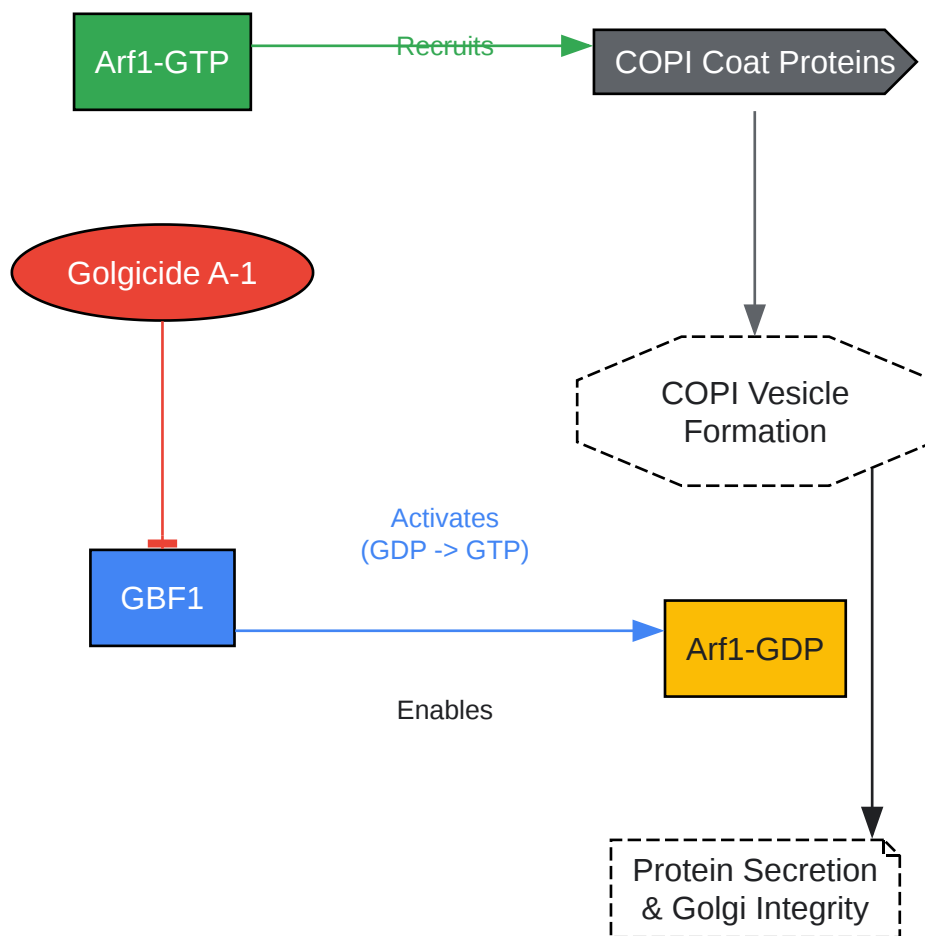 Arf1-GTP
Recruits
COPI Coat Proteins
Golgicide A-1
COPI Vesicle
Formation
Activates
(GDP -> GTP)
GBF1
Arf1-GDP
Enables
Protein Secretion
& Golgi Integrity